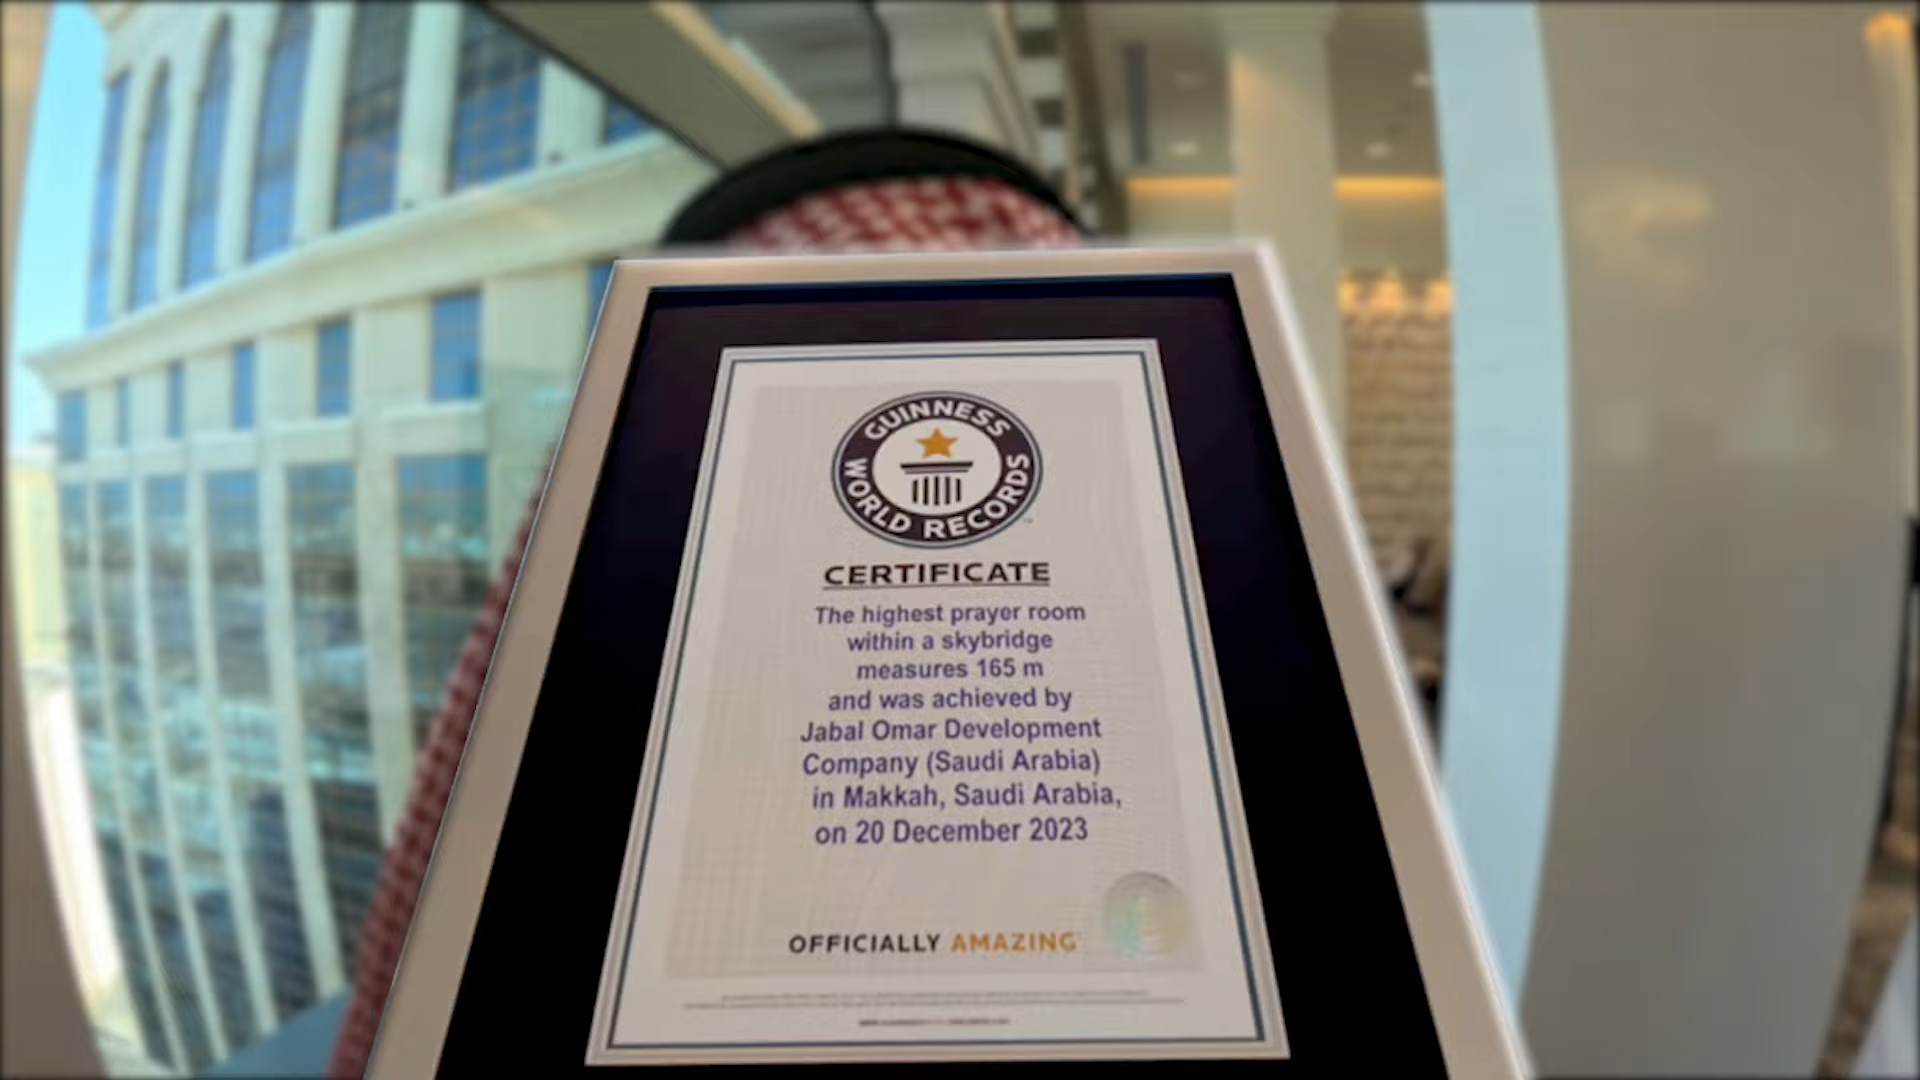 GUINNESS
WORLD RECORDS
CERTIFICATE
The highest prayer room
within a skybridge
measures 165 m
and was achieved by
Jabal Omar Development
Company (Saudi Arabia)
in Makkah, Saudi Arabia,
on 20 December 2023
OFFICIALLY AMAZING